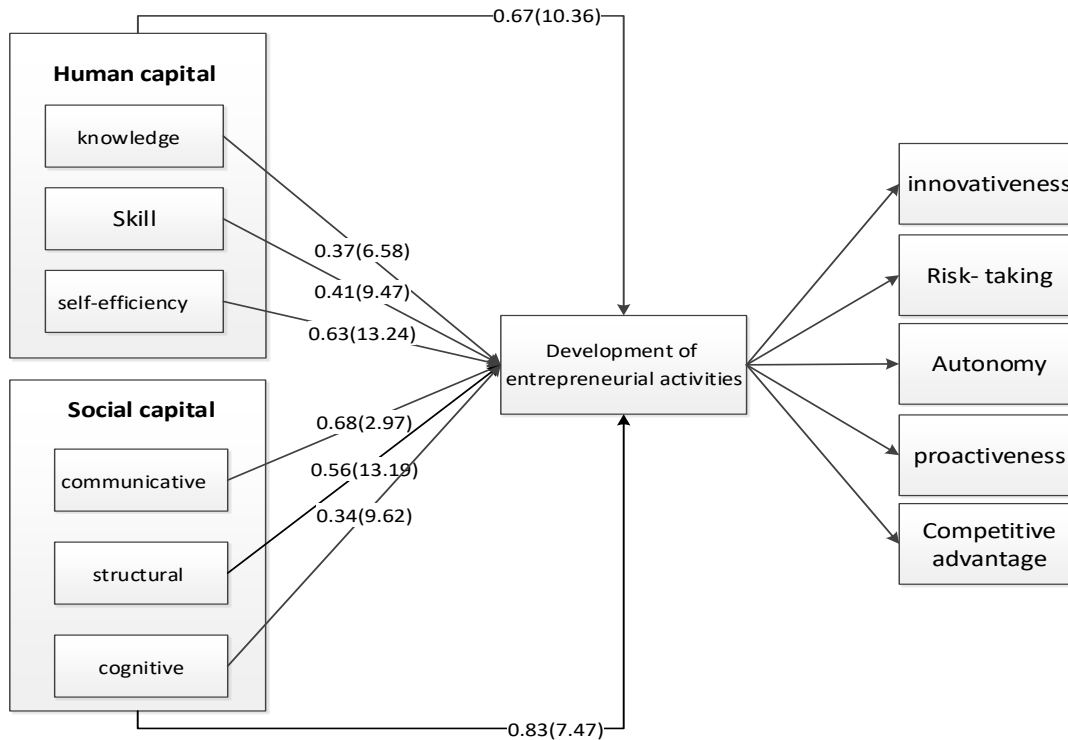 0.67(10.36)
Human capital
knowledge
Skill
self-efficiency
0.37(6.58)
0.41(9.47)
0.63(13.24)
Social capital
communicative
structural
cognitive
0.68(2.97)
0.56(13.19)
0.34(9.62)
0.83(7.47)
Development of
entrepreneurial activities
innovativeness
Risk- taking
Autonomy
proactiveness
Competitive
advantage